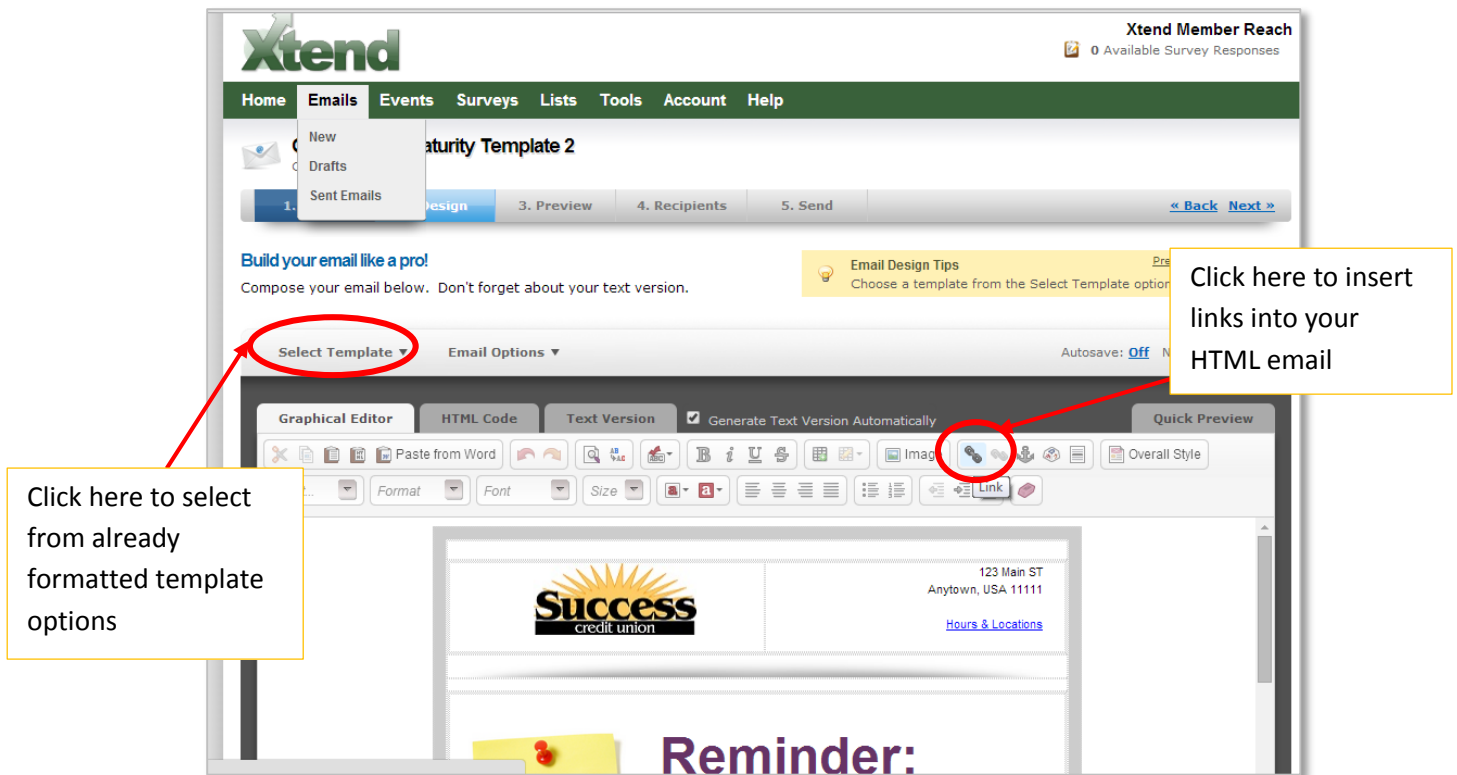 Xtend
Xtend Member Reach
0 Available Survey Responses
Home Emails Events Surveys Lists Tools Account Help
New
Drafts
Sent Emails
aturity Template 2
1. esign 3. Preview 4. Recipients 5. Send « Back Next »
Build your email like a pro!
Compose your email below. Don't forget about your text version.
Email Design Tips Pre
Choose a template from the Select Template option
Click here to insert
links into your
HTML email
Select Template ▼ Email Options ▼ Autosave: Off N
Graphical Editor HTML Code Text Version Generate Text Version Automatically Quick Preview
Paste from Word B i U S Imag Overall Style
Format Font Size a a Link
Click here to select
from already
formatted template
options
Success
credit union
123 Main ST
Anytown, USA 11111
Hours & Locations
Reminder: